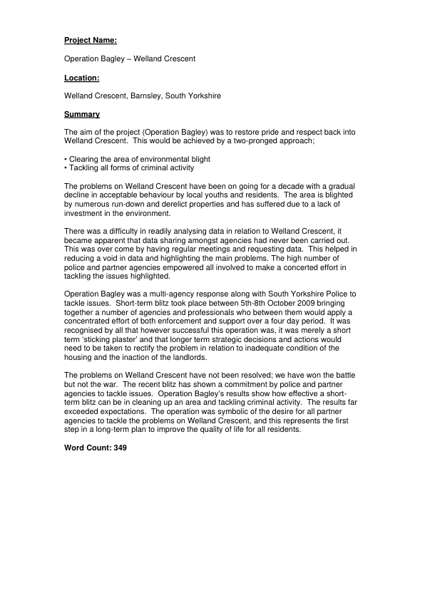 Project Name:
Operation Bagley – Welland Crescent
Location:
Welland Crescent, Barnsley, South Yorkshire
Summary
The aim of the project (Operation Bagley) was to restore pride and respect back into
Welland Crescent.  This would be achieved by a two-pronged approach;
• Clearing the area of environmental blight
• Tackling all forms of criminal activity
The problems on Welland Crescent have been on going for a decade with a gradual
decline in acceptable behaviour by local youths and residents.  The area is blighted
by numerous run-down and derelict properties and has suffered due to a lack of
investment in the environment.
There was a difficulty in readily analysing data in relation to Welland Crescent, it
became apparent that data sharing amongst agencies had never been carried out.
This was over come by having regular meetings and requesting data.  This helped in
reducing a void in data and highlighting the main problems. The high number of
police and partner agencies empowered all involved to make a concerted effort in
tackling the issues highlighted.
Operation Bagley was a multi-agency response along with South Yorkshire Police to
tackle issues.  Short-term blitz took place between 5th-8th October 2009 bringing
together a number of agencies and professionals who between them would apply a
concentrated effort of both enforcement and support over a four day period.  It was
recognised by all that however successful this operation was, it was merely a short
term ‘sticking plaster’ and that longer term strategic decisions and actions would
need to be taken to rectify the problem in relation to inadequate condition of the
housing and the inaction of the landlords.
The problems on Welland Crescent have not been resolved; we have won the battle
but not the war.  The recent blitz has shown a commitment by police and partner
agencies to tackle issues.  Operation Bagley’s results show how effective a short-
term blitz can be in cleaning up an area and tackling criminal activity.  The results far
exceeded expectations.  The operation was symbolic of the desire for all partner
agencies to tackle the problems on Welland Crescent, and this represents the first
step in a long-term plan to improve the quality of life for all residents.
Word Count: 349